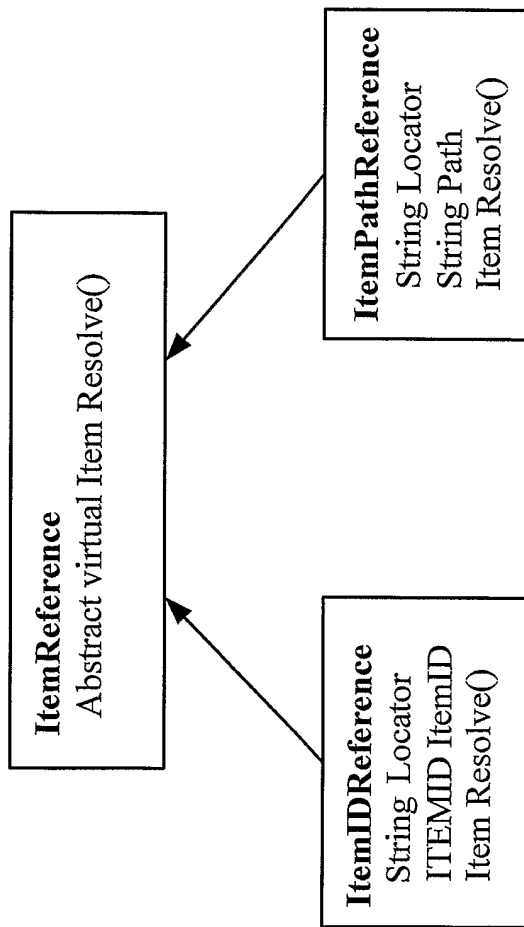 ItemReference
Abstract virtual Item Resolve()
ItemIDReference
String Locator
ITEMID ItemID
Item Resolve()
ItemPathReference
String Locator
String Path
Item Resolve()